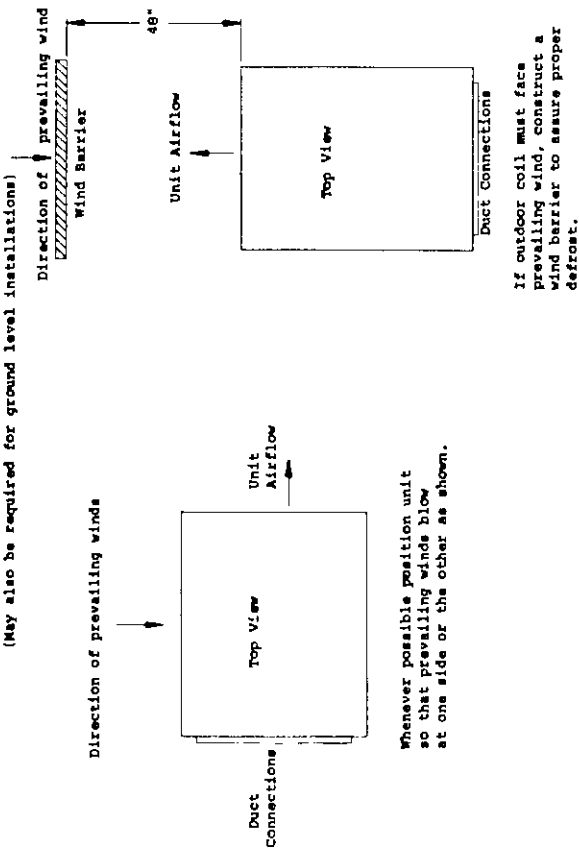 (May also be required for ground level installations)
Direction of prevailing winds
Top View
Unit
Airflow
Duct
Connections
Whenever possible position unit
so that prevailing winds blow
at one side or the other as shown.
Direction of prevailing wind
Wind Barrier
48"
Unit Airflow
Top View
Duct Connections
If outdoor coil must face
prevailing wind, construct a
wind barrier to assure proper
defrost.